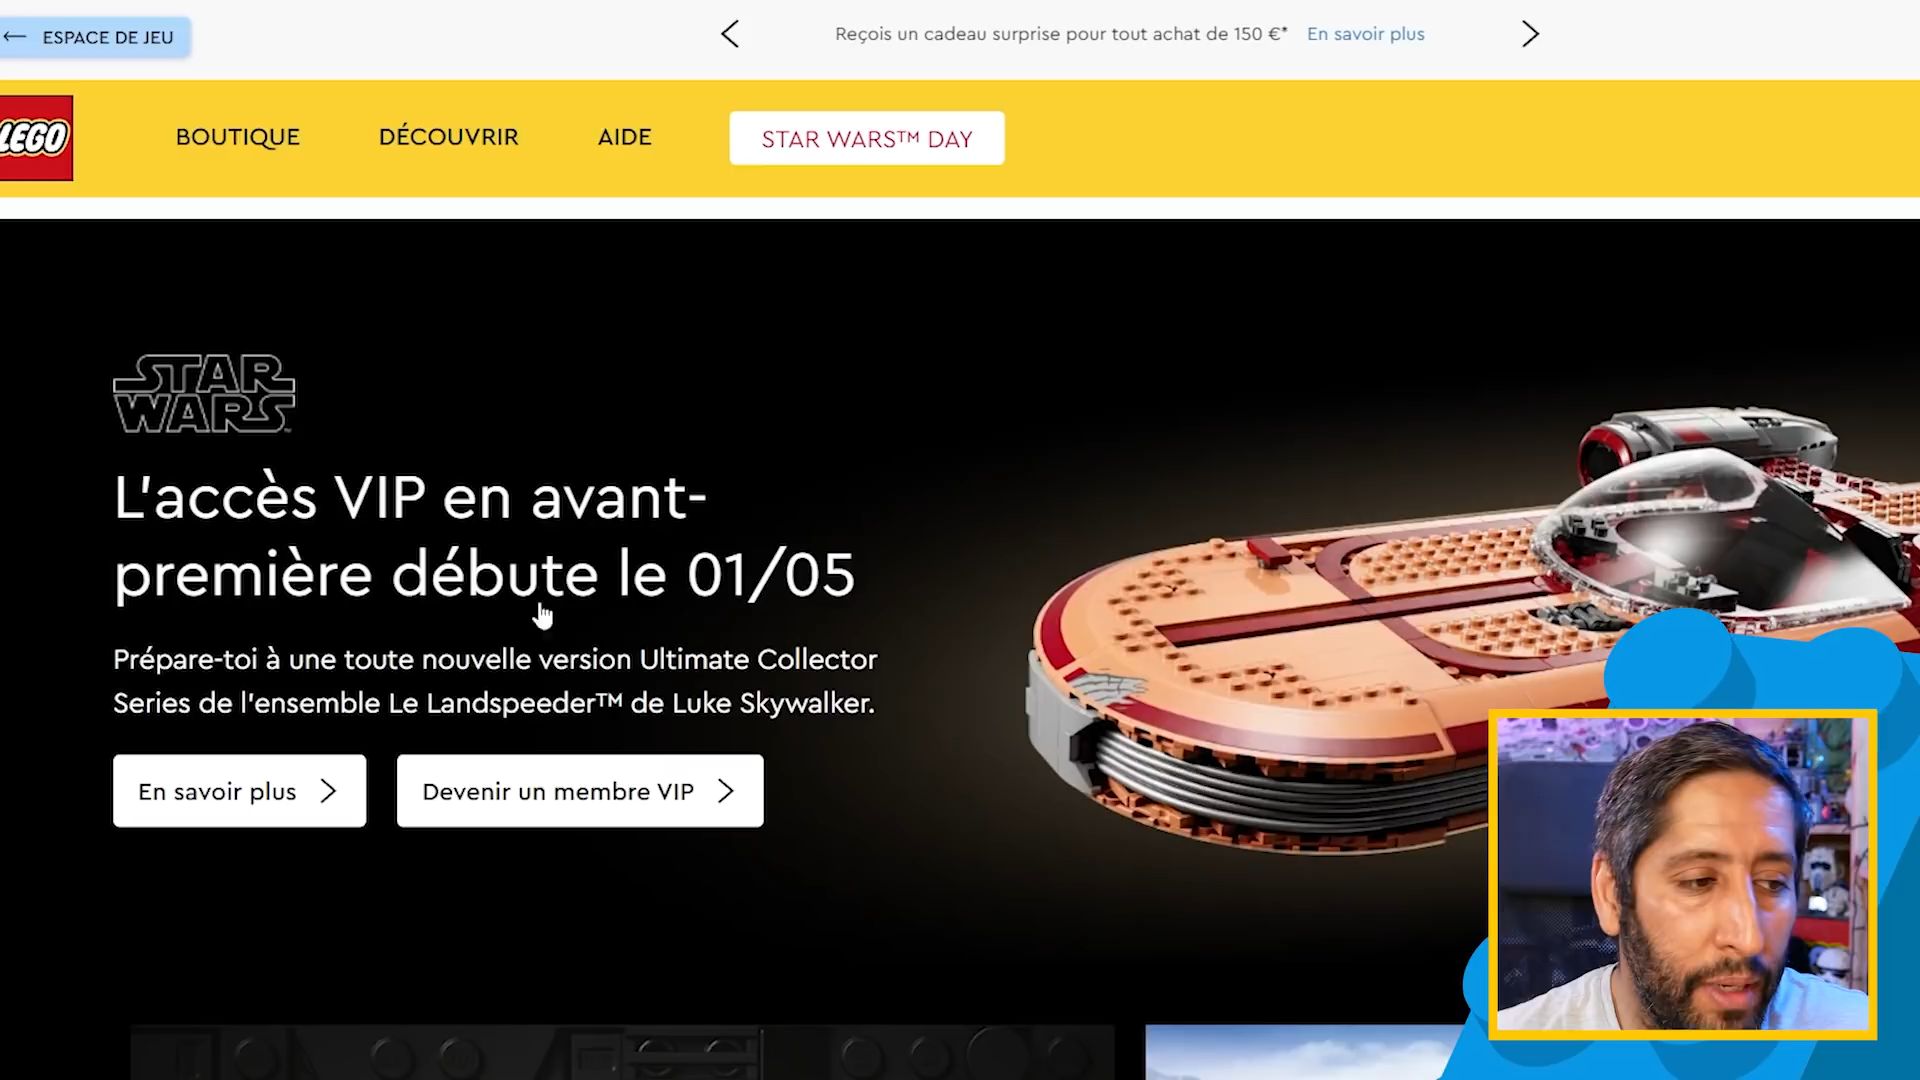 ← ESPACE DE JEU
Reçois un cadeau surprise pour tout achat de 150 €* En savoir plus
LEGO
BOUTIQUE DÉCOUVRIR AIDE STAR WARS™ DAY
STAR WARS™
L'accès VIP en avant-
première débute le 01/05
Prépare-toi à une toute nouvelle version Ultimate Collector
Series de l'ensemble Le Landspeeder™ de Luke Skywalker.
En savoir plus
Devenir un membre VIP